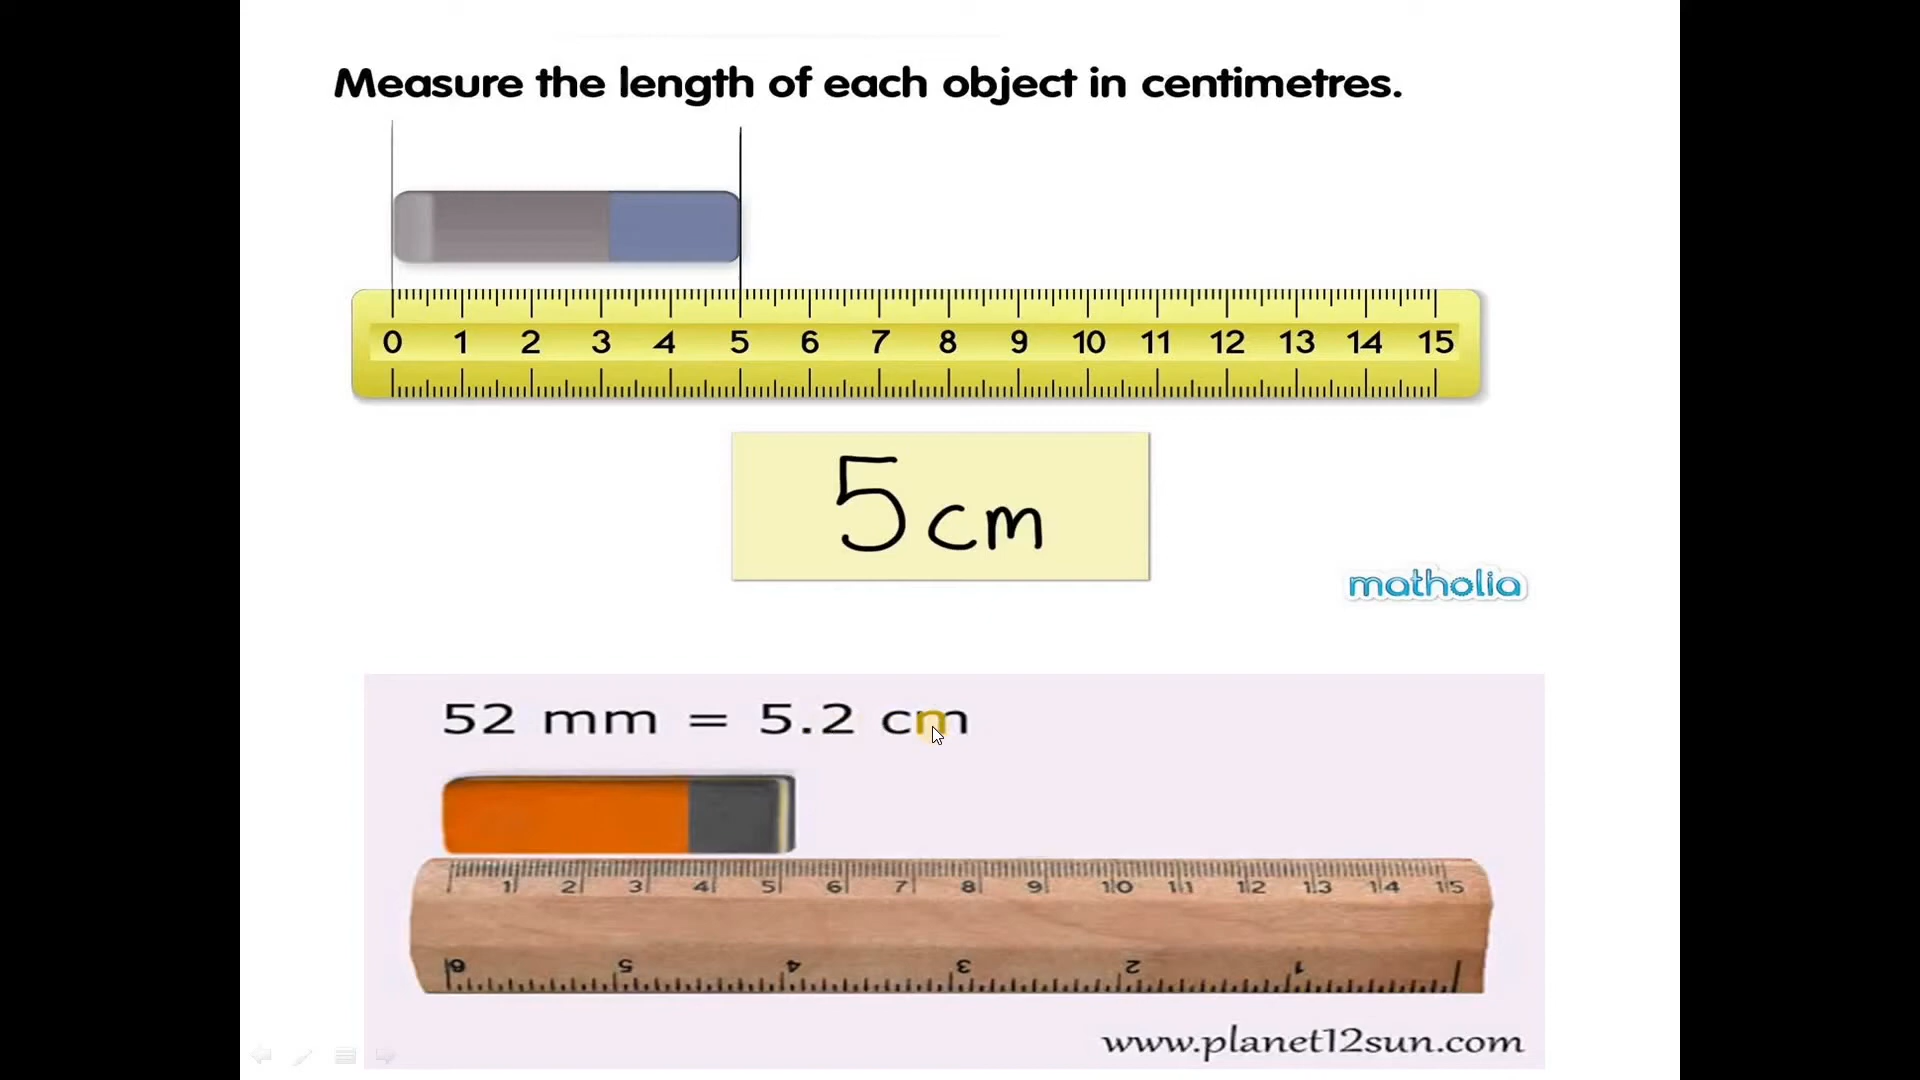 Measure the length of each object in centimetres.
0 1 2 3 4 5 6 7 8 9 10 11 12 13 14 15
5 cm
matholia
52 mm = 5.2 cm
1 2 3 4 5 6 7 8 9 10 11 12 13 14 15
6 5 4 3 2 1
www.planet12sun.com